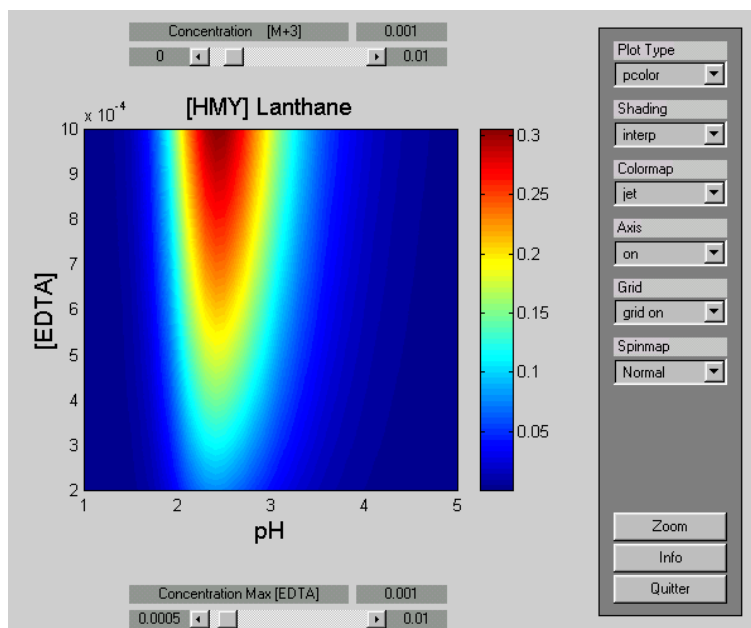 Concentration [M+3] 0.001
0 0.01
x 10-4
[HMY] Lanthane
10
9
8
7
6
5
4
3
2
[EDTA]
1 2 3 4 5
pH
0.3
0.25
0.2
0.15
0.1
0.05
Concentration Max [EDTA] 0.001
0.0005 0.01
Plot Type
pcolor
Shading
interp
Colormap
jet
Axis
on
Grid
grid on
Spinmap
Normal
Zoom
Info
Quitter